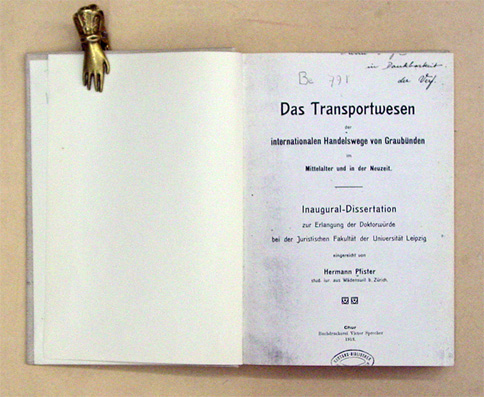 in Dankbarkeit
der Verf.
Be 791
Das Transportwesen
der
internationalen Handelswege von Graubünden
im
Mittelalter und in der Neuzeit.
Inaugural-Dissertation
zur Erlangung der Doktorwürde
bei der Juristischen Fakultät der Universität Leipzig
eingereicht von
Hermann Pfister
stud. iur. aus Wädenswil b. Zürich.
Chur
Buchdruckerei Victor Sprecher
1913.